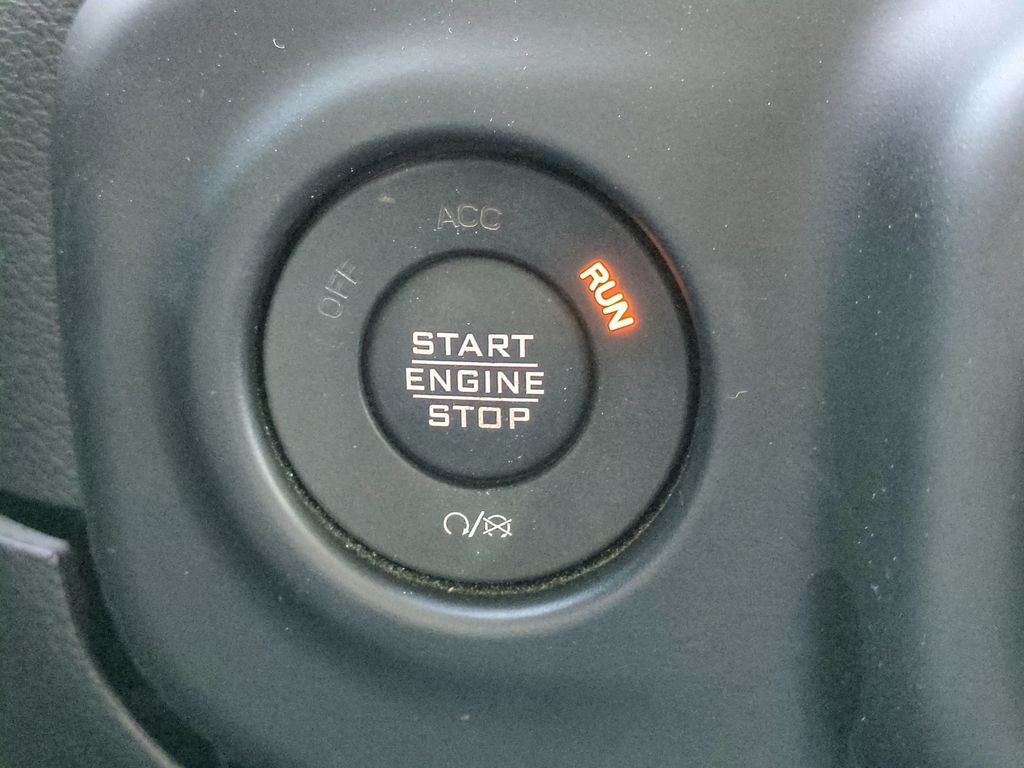 ACC
OFF
RUN
START
ENGINE
STOP